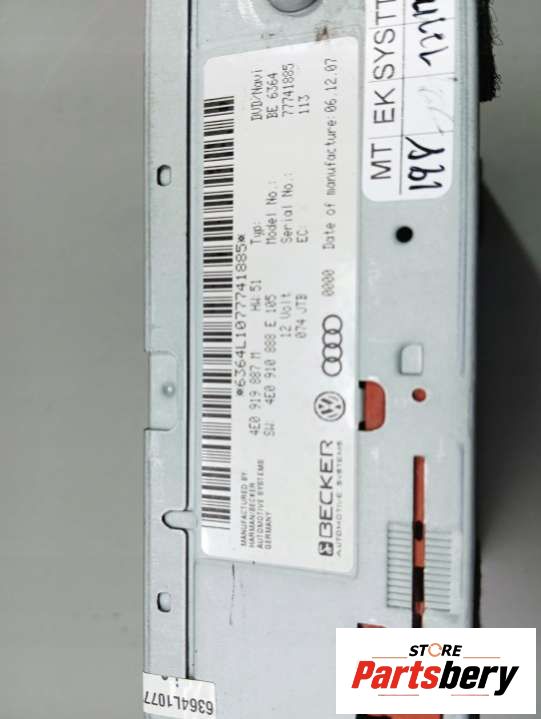 *6364L1077741885*
4E0 919 887 M HW: 51 Typ: DVD/Navi
SW: 4E0 910 888 E 105 Model No.: BE 6364
12 Volt Serial No.: 77741885
074 JTB EC: 113
0000 Date of manufacture: 06.12.07
MANUFACTURED BY
HARMAN/BECKER
AUTOMOTIVE SYSTEMS
GERMANY
BECKER
AUTOMOTIVE SYSTEMS
MT EKSYSTT
168
6364L1077
STORE
Partsbery